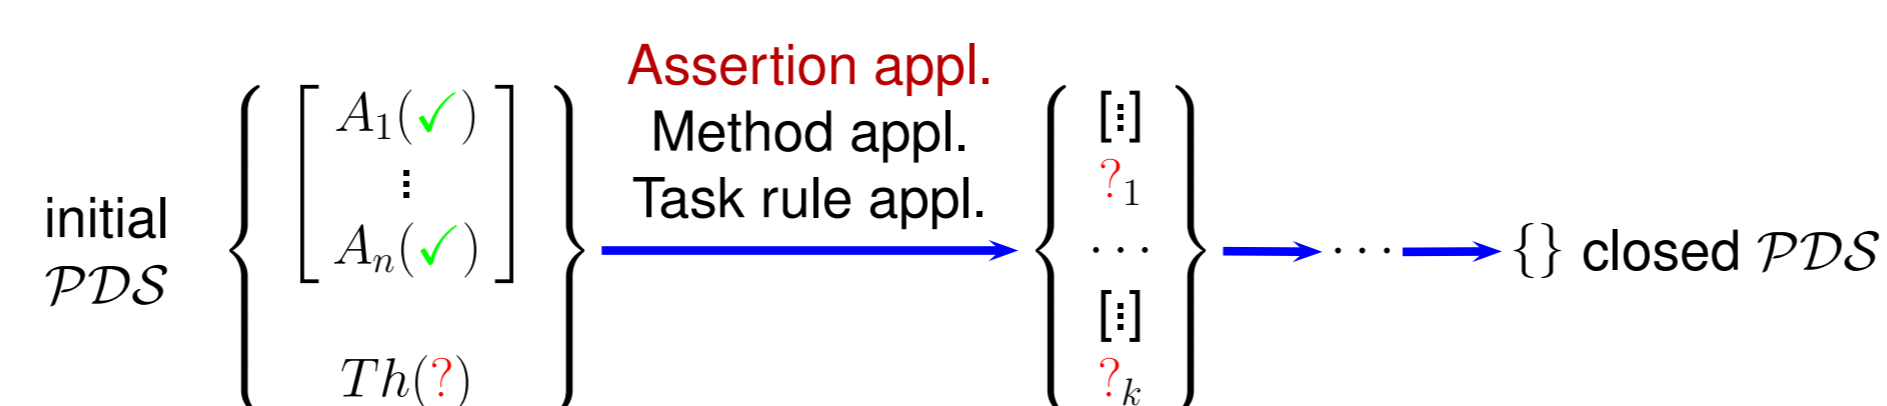 initial
𝒫𝒟𝒮
A₁(✓)
⋮
Aₙ(✓)
Th(?)
Assertion appl.
Method appl.
Task rule appl.
[⋮]
?₁
···
[⋮]
?ₖ
···
{} closed 𝒫𝒟𝒮